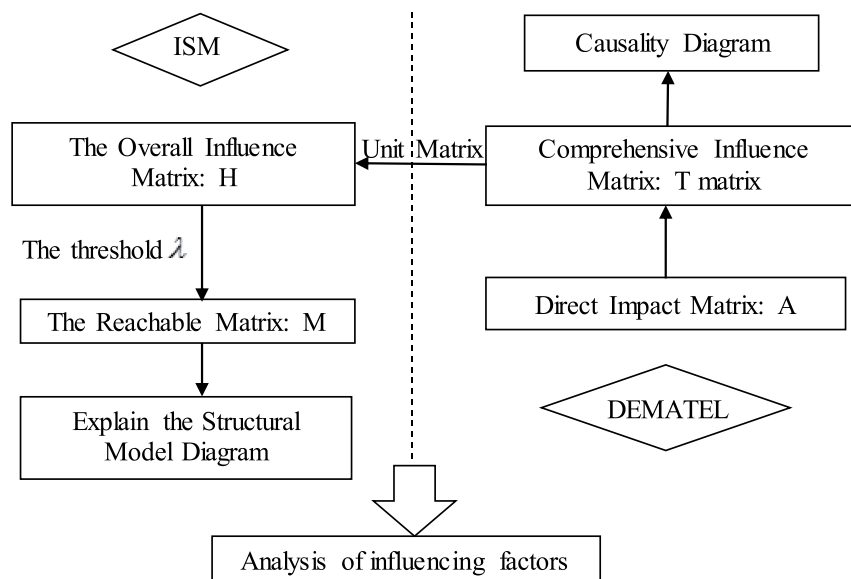 ISM
Causality Diagram
The Overall Influence
Matrix: H
Unit Matrix
Comprehensive Influence
Matrix: T matrix
The threshold λ
Direct Impact Matrix: A
The Reachable Matrix: M
Explain the Structural
Model Diagram
DEMATEL
Analysis of influencing factors